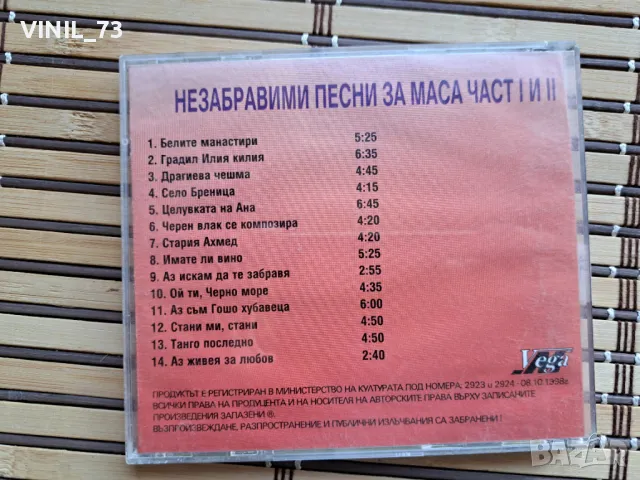 VINIL_73
НЕЗАБРАВИМИ ПЕСНИ ЗА МАСА ЧАСТ I И II
1. Белите манастири 5:25
2. Градил Илия килия 6:35
3. Драгиева чешма 4:45
4. Село Бреница 4:15
5. Целувката на Ана 6:45
6. Черен влак се композира 4:20
7. Стария Ахмед 4:20
8. Имате ли вино 5:25
9. Аз искам да те забравя 2:55
10. Ой ти, Черно море 4:35
11. Аз съм Гошо хубавеца 6:00
12. Стани ми, стани 4:50
13. Танго последно 4:50
14. Аз живея за любов 2:40
Vega
ПРОДУКТЪТ Е РЕГИСТРИРАН В МИНИСТЕРСТВО НА КУЛТУРАТА ПОД НОМЕРА: 2923 и 2924 - 08.10.1998г.
ВСИЧКИ ПРАВА НА ПРОДУЦЕНТА И НА НОСИТЕЛЯ НА АВТОРСКИТЕ ПРАВА ВЪРХУ ЗАПИСАНИТЕ
ПРОИЗВЕДЕНИЯ ЗАПАЗЕНИ ®.
ВЪЗПРОИЗВЕЖДАНЕ, РАЗПРОСТРАНЕНИЕ И ПУБЛИЧНИ ИЗЛЪЧВАНИЯ СА ЗАБРАНЕНИ !
bazar.bg